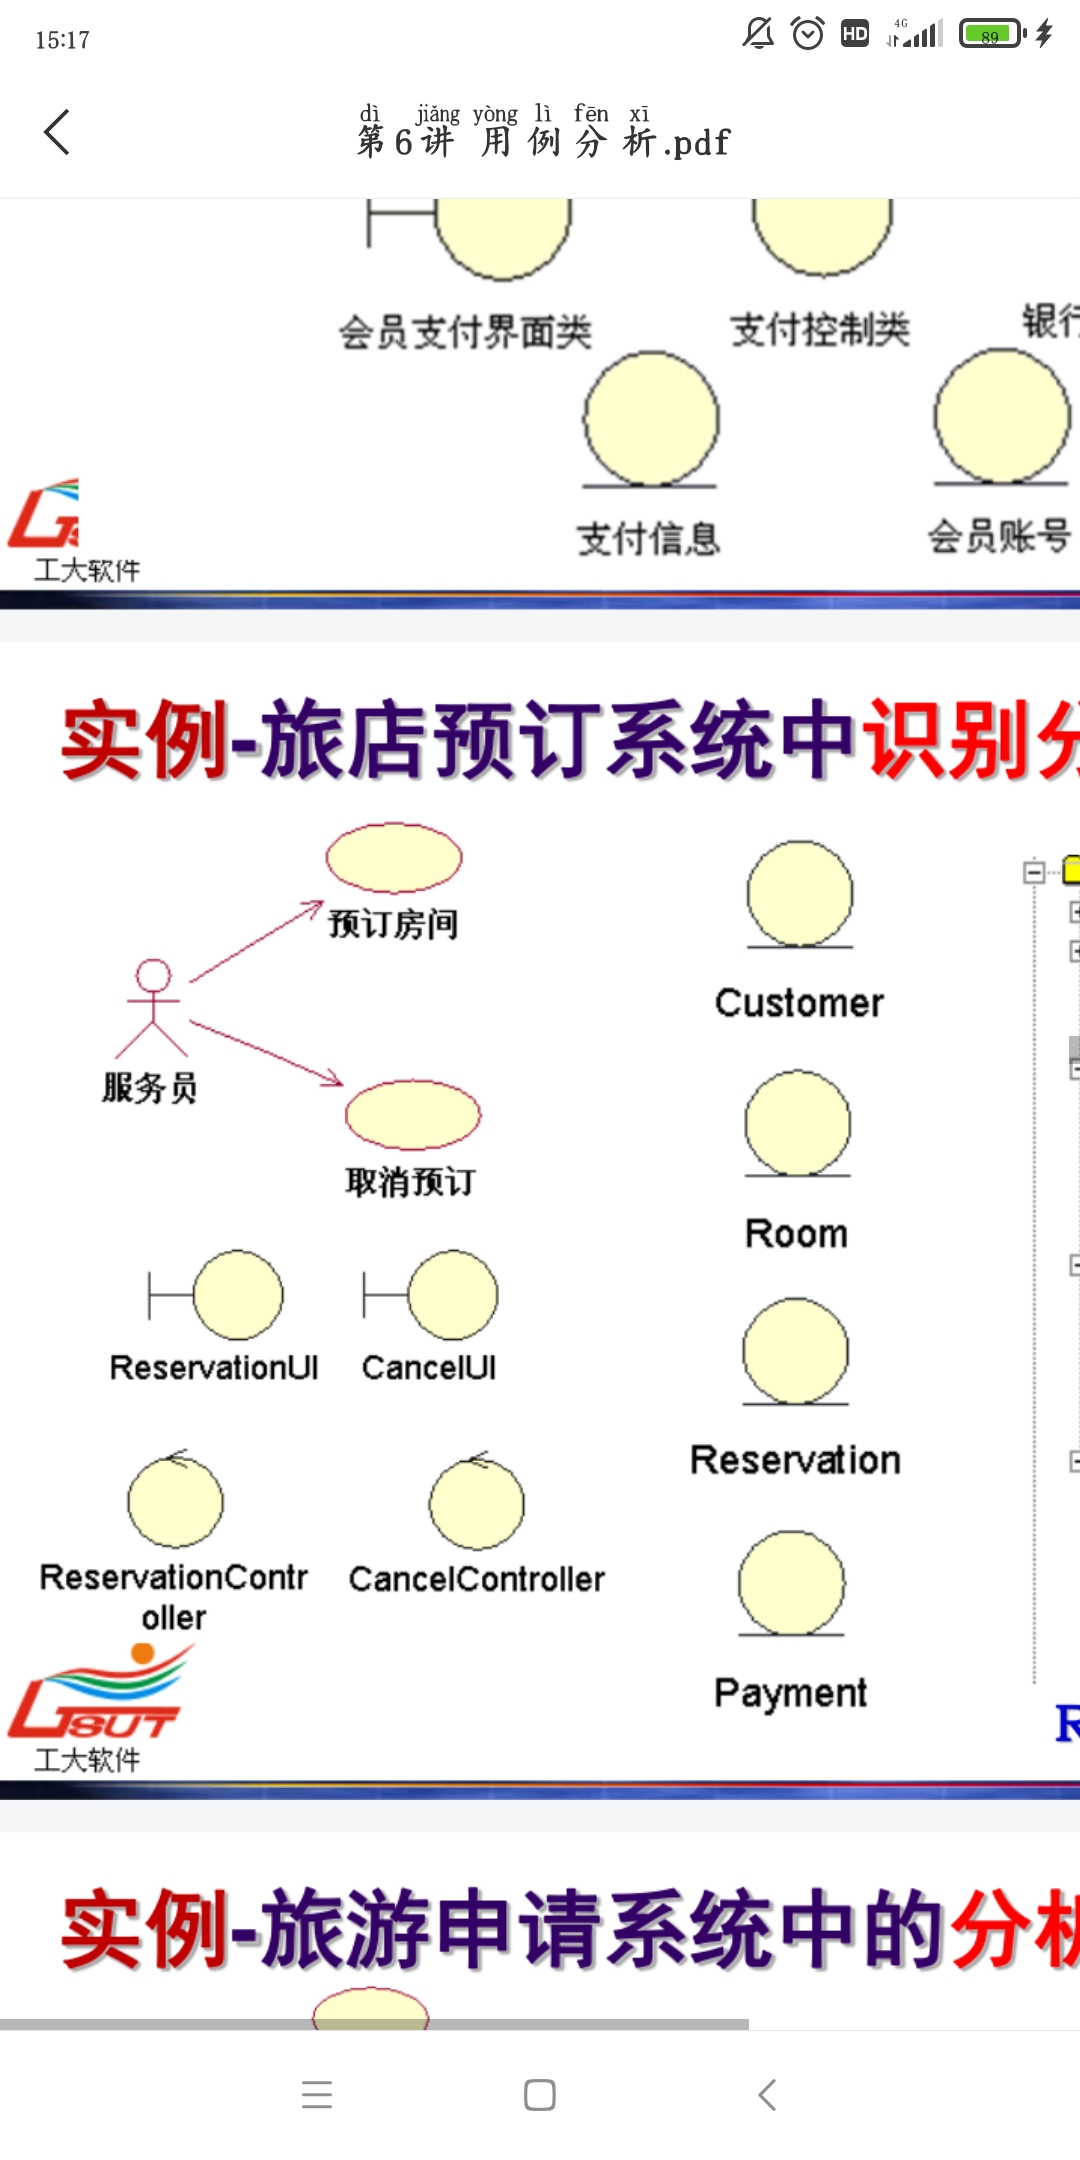 15:17
4G
HD
89
dì jiǎng yòng lì fēn xī
第6讲 用例分析.pdf
会员支付界面类
支付控制类
银行
支付信息
会员账号
工大软件
实例-旅店预订系统中识别分
预订房间
服务员
取消预订
Customer
Room
ReservationUI
CancelUI
Reservation
ReservationContr
oller
CancelController
Payment
SUT
工大软件
R
实例-旅游申请系统中的分析